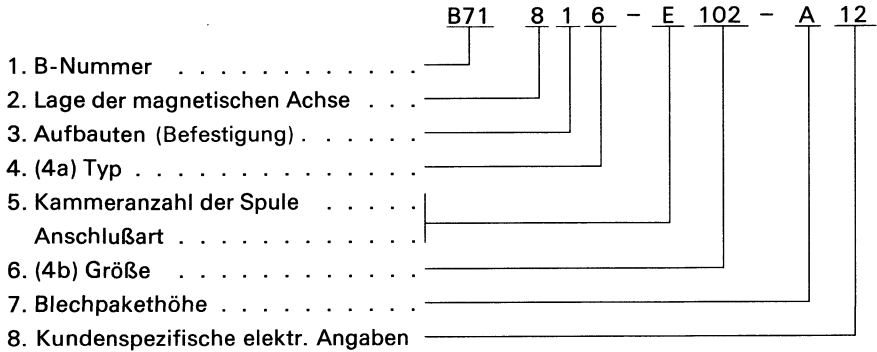 B71 8 1 6 – E 102 – A 12
1. B-Nummer . . . . . . . . . . . .
2. Lage der magnetischen Achse . . .
3. Aufbauten (Befestigung) . . . . .
4. (4a) Typ . . . . . . . . . . . . . .
5. Kammeranzahl der Spule . . . . .
Anschlußart . . . . . . . . . . . .
6. (4b) Größe . . . . . . . . . . . .
7. Blechpakethöhe . . . . . . . . . .
8. Kundenspezifische elektr. Angaben